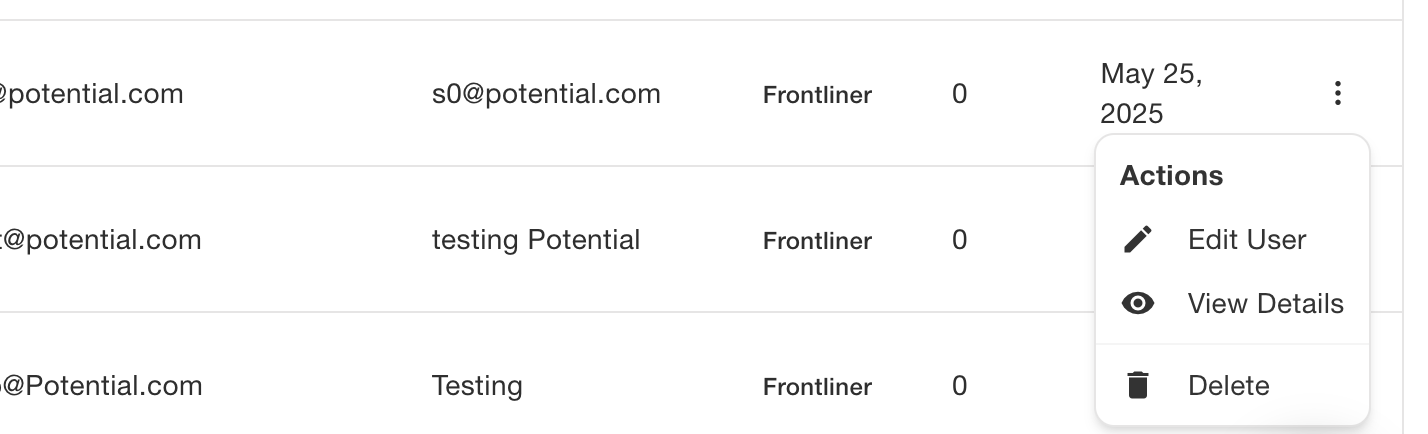 @potential.com s0@potential.com Frontliner 0 May 25,
2025
Actions
@potential.com testing Potential Frontliner 0
Edit User
View Details
@Potential.com Testing Frontliner 0
Delete